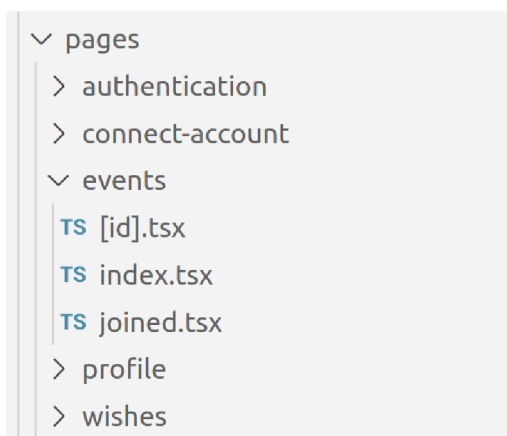 pages
authentication
connect-account
events
TS [id].tsx
TS index.tsx
TS joined.tsx
profile
wishes